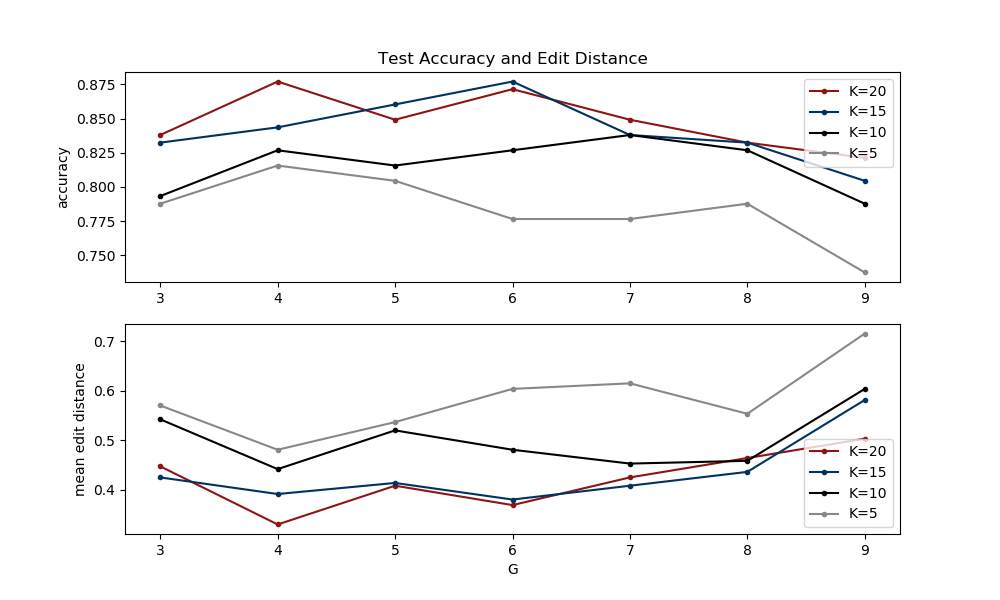 Test Accuracy and Edit Distance
accuracy
0.875
0.850
0.825
0.800
0.775
0.750
K=20
K=15
K=10
K=5
3 4 5 6 7 8 9
mean edit distance
0.7
0.6
0.5
0.4
K=20
K=15
K=10
K=5
3 4 5 6 7 8 9
G